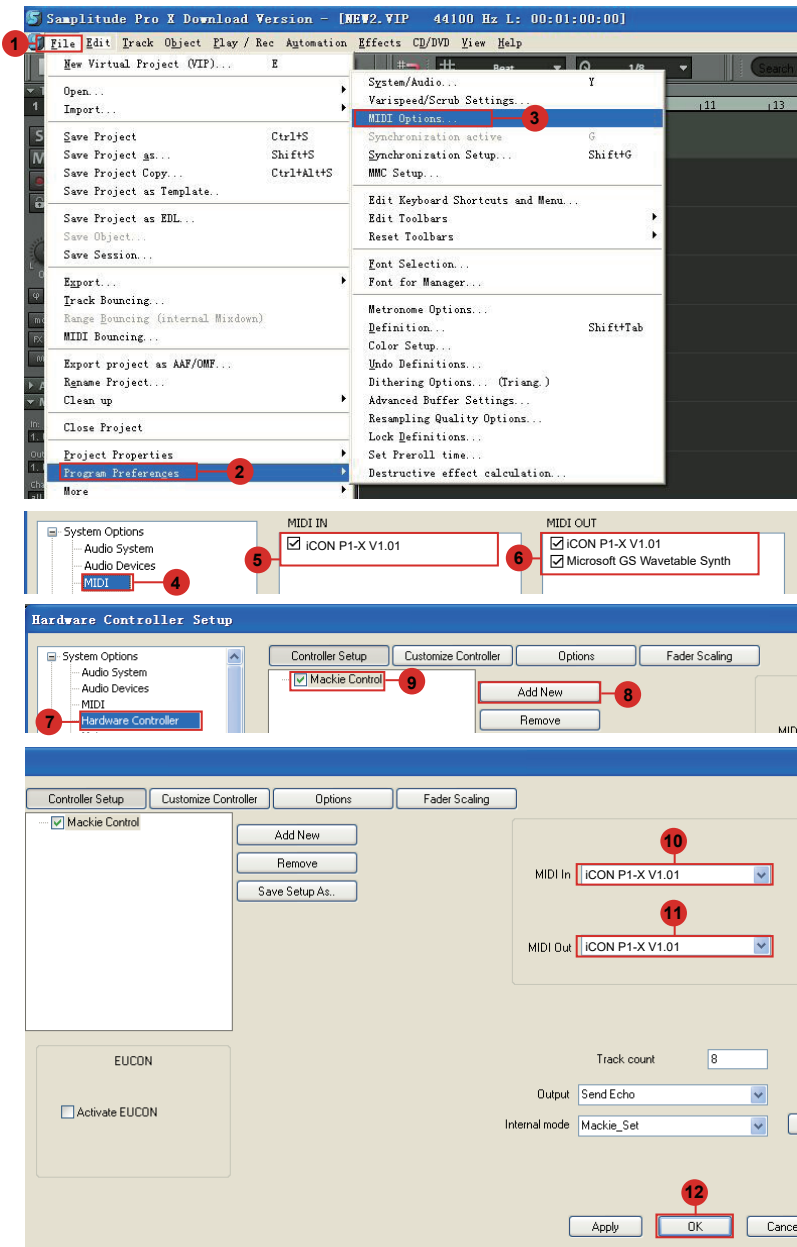 Samplitude Pro X Download Version - [NEW2.VIP 44100 Hz L: 00:01:00:00]
1 File Edit Track Object Play / Rec Automation Effects CD/DVD View Help
New Virtual Project (VIP)... E
Open...
Import...
Save Project Ctrl+S
Save Project as... Shift+S
Save Project Copy... Ctrl+Alt+S
Save Project as Template..
Save Project as EDL...
Save Object...
Save Session...
Export...
Track Bouncing...
Range Bouncing (internal Mixdown)
MIDI Bouncing...
Export project as AAF/OMF...
Rename Project...
Clean up
Close Project
Project Properties
Program Preferences 2
More
Beat 1/8 Search
11 13
System/Audio... Y
Varispeed/Scrub Settings...
MIDI Options... 3
Synchronization active G
Synchronization Setup... Shift+G
MMC Setup...
Edit Keyboard Shortcuts and Menu...
Edit Toolbars
Reset Toolbars
Font Selection...
Font for Manager...
Metronome Options...
Definition... Shift+Tab
Color Setup...
Undo Definitions...
Dithering Options... (Triang.)
Advanced Buffer Settings...
Resampling Quality Options...
Lock Definitions...
Set Preroll time...
Destructive effect calculation...
System Options
Audio System
Audio Devices
MIDI 4
MIDI IN
5 iCON P1-X V1.01
MIDI OUT
6 iCON P1-X V1.01
Microsoft GS Wavetable Synth
Hardware Controller Setup
System Options
Audio System
Audio Devices
MIDI
7 Hardware Controller
Controller Setup Customize Controller Options Fader Scaling
Mackie Control 9
Add New 8
Remove
Controller Setup Customize Controller Options Fader Scaling
Mackie Control
Add New
Remove
Save Setup As..
10
MIDI In iCON P1-X V1.01
11
MIDI Out iCON P1-X V1.01
EUCON
Activate EUCON
Track count 8
Output Send Echo
Internal mode Mackie_Set
12
Apply OK Cance